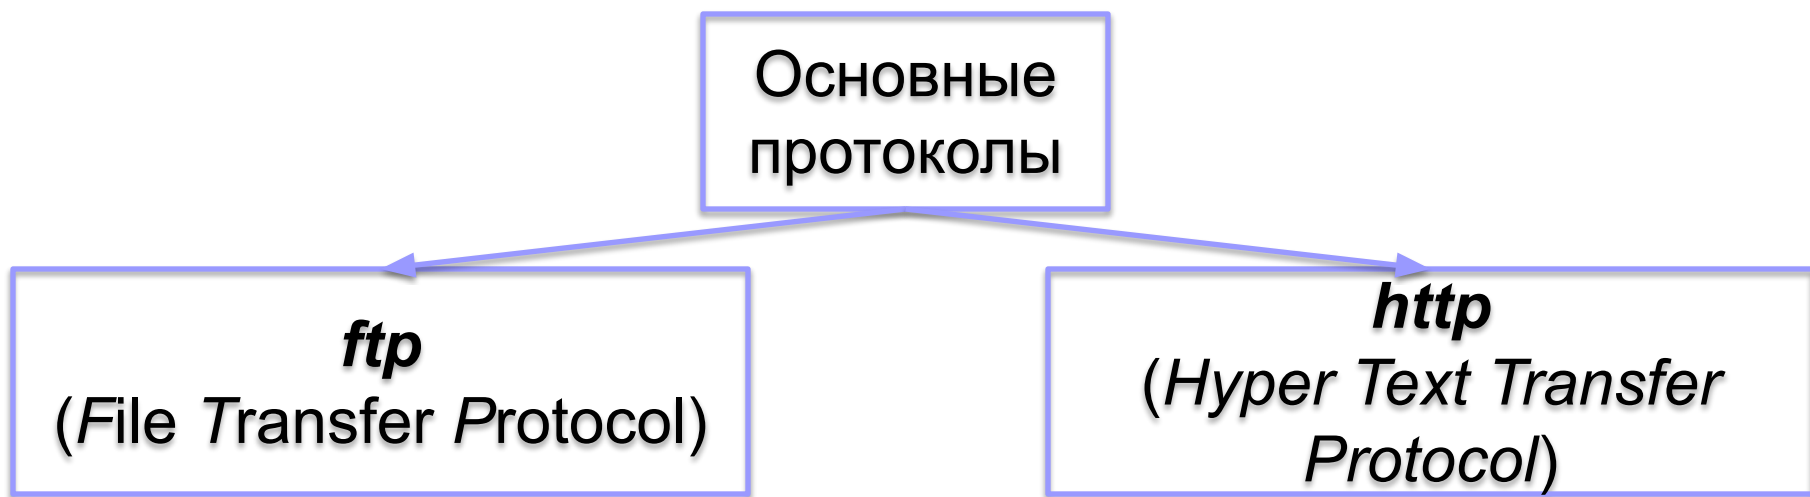 Основные
протоколы
ftp
(File Transfer Protocol)
http
(Hyper Text Transfer
Protocol)